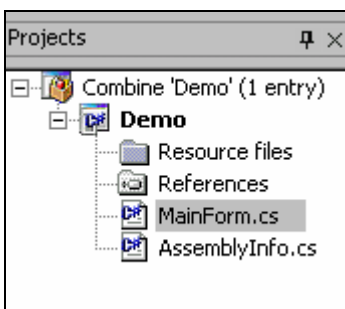 Projects
Combine 'Demo' (1 entry)
C# Demo
Resource files
References
C# MainForm.cs
C# AssemblyInfo.cs